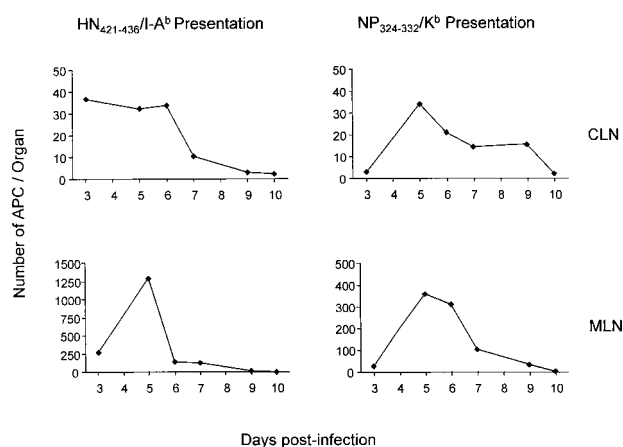 HN421-436/I-Ab Presentation
NP324-332/Kb Presentation
50
40
30
20
10
0
3 4 5 6 7 8 9 10
50
40
30
20
10
0
3 4 5 6 7 8 9 10
CLN
Number of APC / Organ
1500
1250
1000
750
500
250
0
3 4 5 6 7 8 9 10
500
400
300
200
100
0
3 4 5 6 7 8 9 10
MLN
Days post-infection